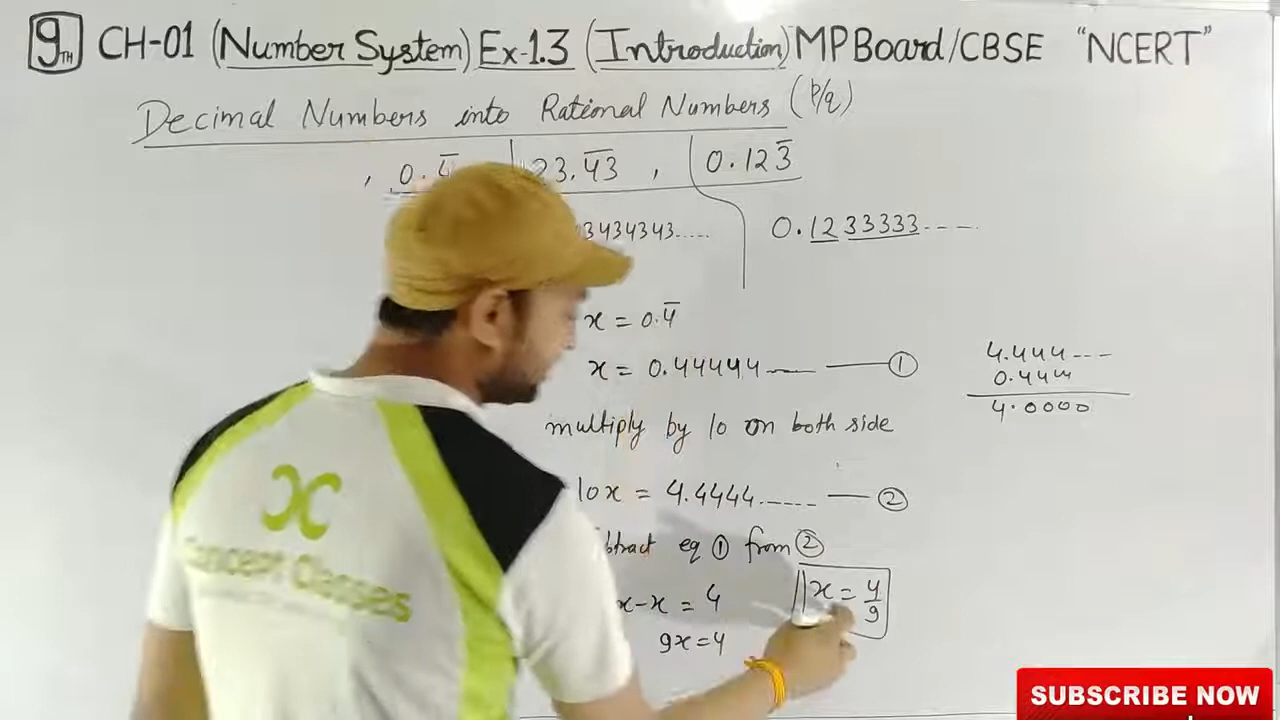 9TH CH-01 (Number System) Ex-1.3 (Introduction) MP Board/CBSE "NCERT"
Decimal Numbers into Rational Numbers (p/q)
, 0.4̅ 23.4̅3̅ , 0.123̅
3434343..... 0.1233333----
x = 0.4̅
x = 0.44444...... —— ①
4.444---
0.444
4.0000
multiply by 10 on both side
10x = 4.4444...... — ②
eq ① from ②
x-x = 4
9x = 4
x = 4/9
x
Concept Classes
SUBSCRIBE NOW